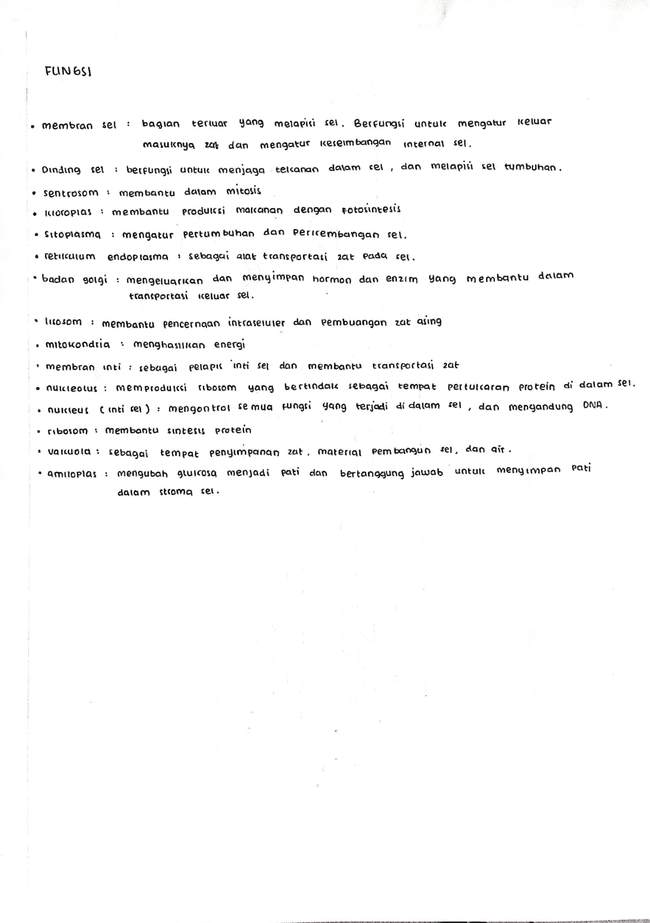 FUNGSI
• membran sel : bagian terluar yang melapisi sel. Berfungsi untuk mengatur keluar
masuknya zat dan mengatur keseimbangan internal sel.
• Dinding sel : berfungsi untuk menjaga tekanan dalam sel , dan melapisi sel tumbuhan.
• sentrosom : membantu dalam mitosis
• kloroplas : membantu produksi makanan dengan fotosintesis
• Sitoplasma : mengatur pertumbuhan dan perkembangan sel.
• retikulum endoplasma : sebagai alat transportasi zat pada sel.
• badan golgi : mengeluarkan dan menyimpan hormon dan enzim yang membantu dalam
transportasi keluar sel.
• lisosom : membantu pencernaan intraseluler dan pembuangan zat asing
• mitokondria : menghasilkan energi
• membran inti : sebagai pelapis inti sel dan membantu transportasi zat
• nukleolus : memproduksi ribosom yang bertindak sebagai tempat pertukaran protein di dalam sel.
• nukleus (inti sel) : mengontrol semua fungsi yang terjadi di dalam sel , dan mengandung DNA.
• ribosom : membantu sintesis protein
• vakuola : sebagai tempat penyimpanan zat, material pembangun sel, dan air.
• amiloplas : mengubah glukosa menjadi pati dan bertanggung jawab untuk menyimpan pati
dalam stroma sel.